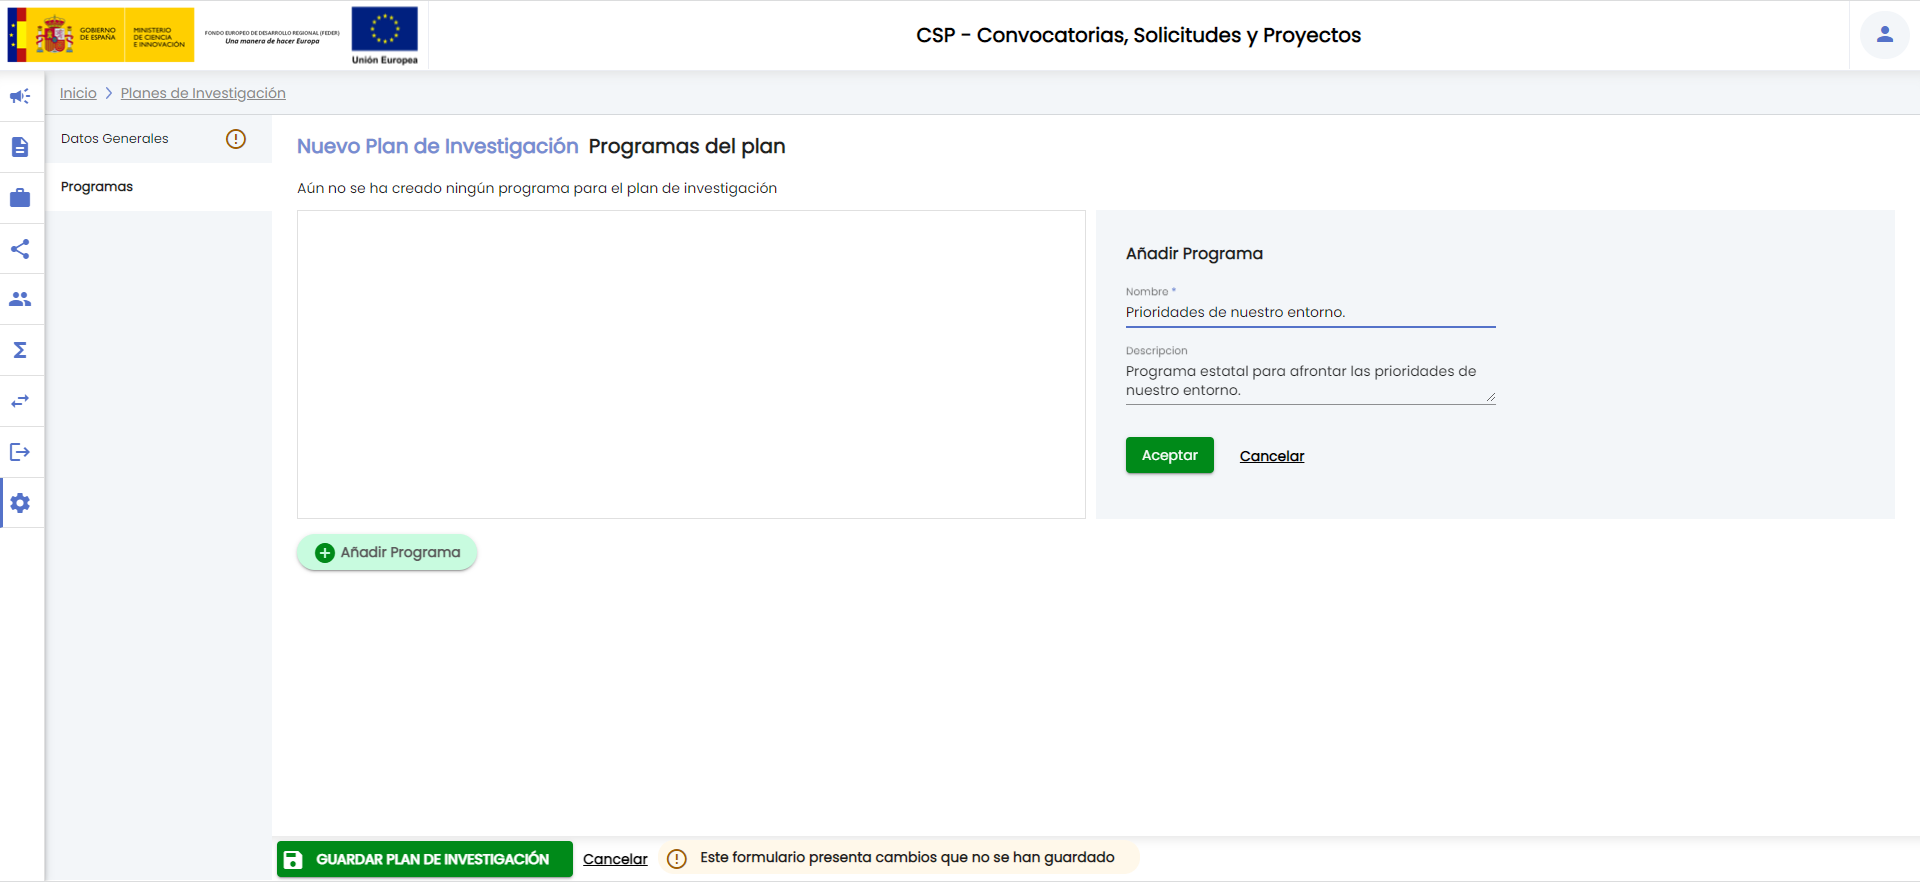 GOBIERNO
DE ESPAÑA
MINISTERIO
DE CIENCIA
E INNOVACIÓN
FONDO EUROPEO DE DESARROLLO REGIONAL (FEDER)
Una manera de hacer Europa
Unión Europea
CSP - Convocatorias, Solicitudes y Proyectos
Inicio
Planes de Investigación
Datos Generales
Programas
Nuevo Plan de Investigación Programas del plan
Aún no se ha creado ningún programa para el plan de investigación
Añadir Programa
Nombre *
Prioridades de nuestro entorno.
Descripcion
Programa estatal para afrontar las prioridades de
nuestro entorno.
Aceptar Cancelar
Añadir Programa
GUARDAR PLAN DE INVESTIGACIÓN Cancelar Este formulario presenta cambios que no se han guardado